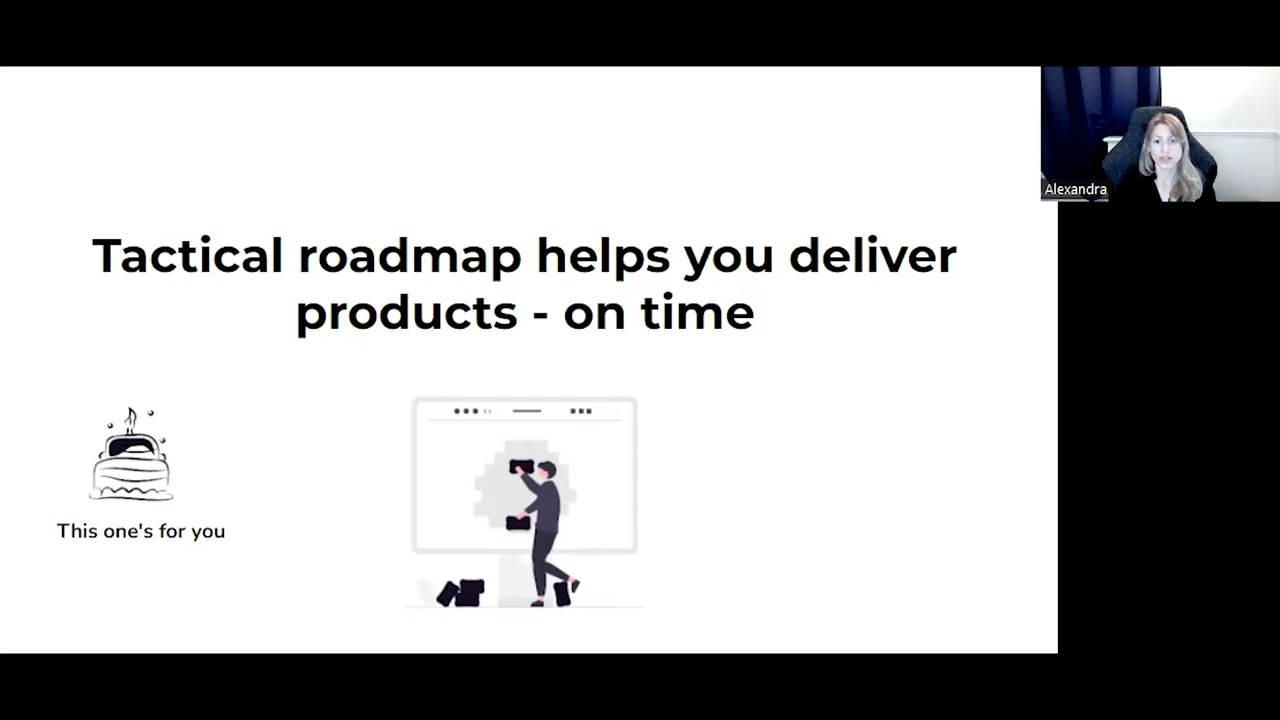 Tactical roadmap helps you deliver
products - on time
This one's for you
Alexandra